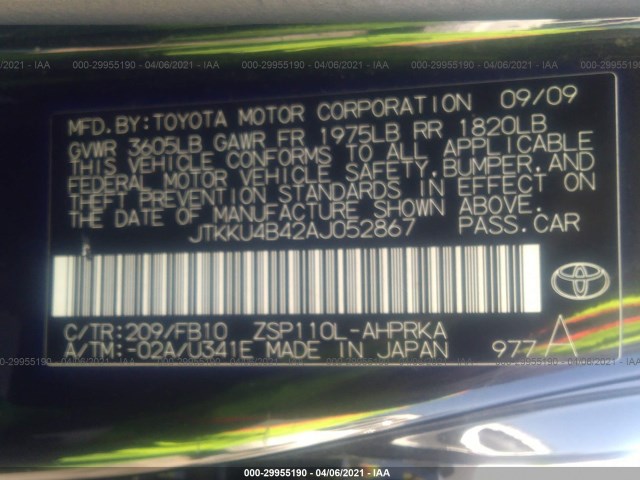 000-29955190 - 04/06/2021 - IAA
MFD.BY:TOYOTA MOTOR CORPORATION 09/09
GVWR 3605LB GAWR FR 1975LB RR 1820LB
THIS VEHICLE CONFORMS TO ALL APPLICABLE
FEDERAL MOTOR VEHICLE SAFETY,BUMPER,AND
THEFT PREVENTION STANDARDS IN EFFECT ON
THE DATE OF MANUFACTURE SHOWN ABOVE.
JTKKU4B42AJ052867 PASS.CAR
C/TR:209/FB10 ZSP110L-AHPRKA
A/TM:-02A/U341E MADE IN JAPAN 977 A
000-29955190 - 04/06/2021 - IAA